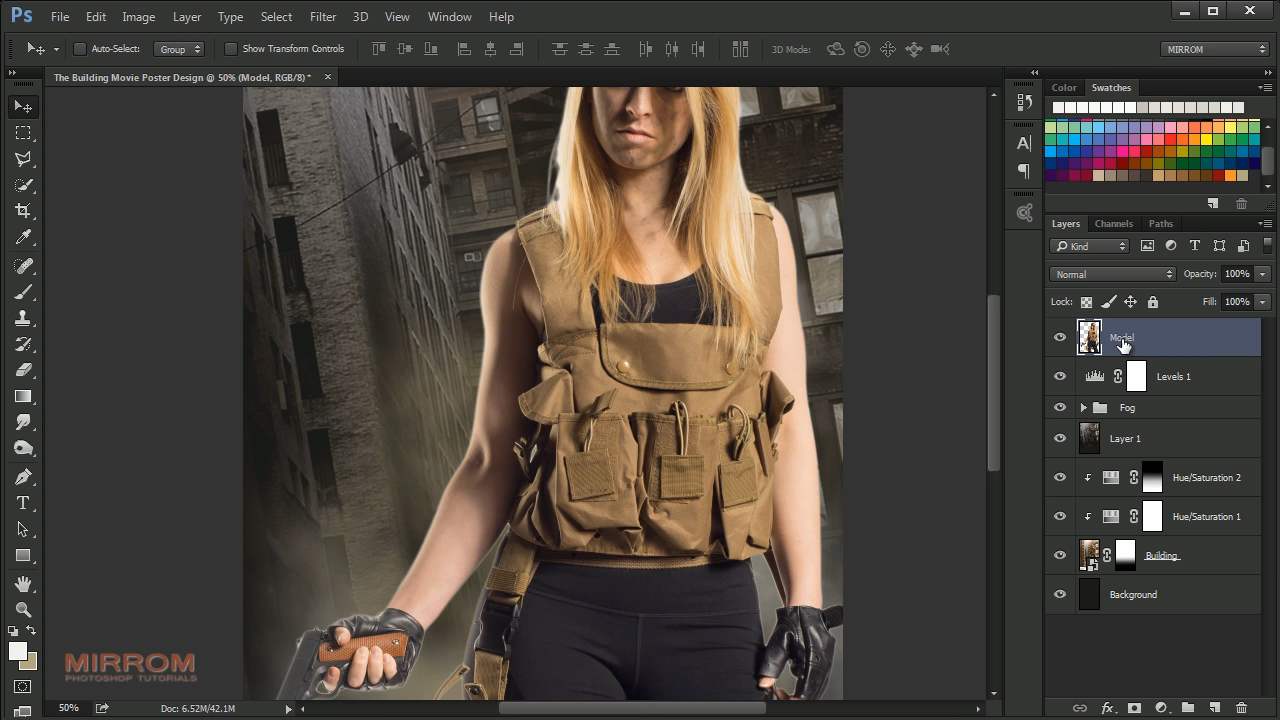 Ps File Edit Image Layer Type Select Filter 3D View Window Help
Auto-Select: Group Show Transform Controls 3D Mode: MIRROM
The Building Movie Poster Design @ 50% (Model, RGB/8) * ×
Color Swatches
Layers Channels Paths
Kind
Normal Opacity: 100%
Lock: Fill: 100%
Model
Levels 1
Fog
Layer 1
Hue/Saturation 2
Hue/Saturation 1
Building
Background
MIRROM
PHOTOSHOP TUTORIALS
50% Doc: 6.52M/42.1M
fx